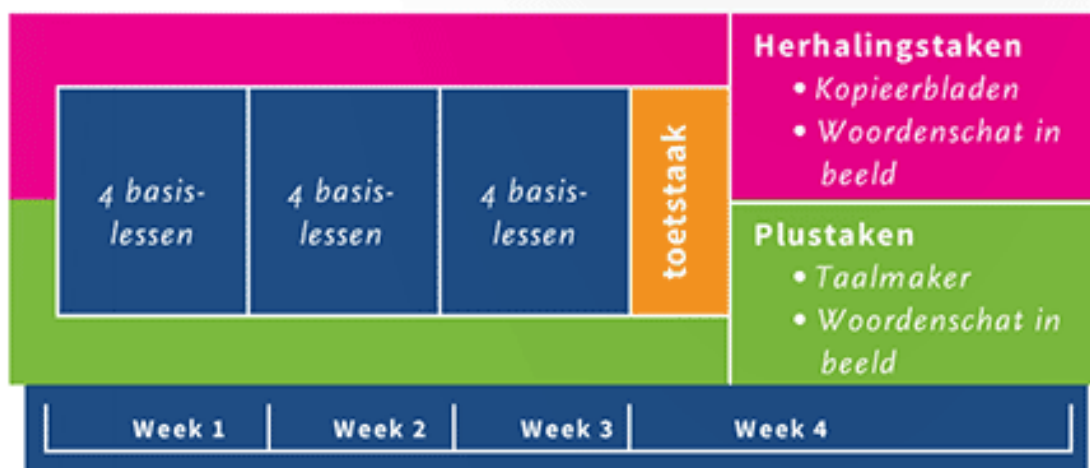 4 basis-
lessen
4 basis-
lessen
4 basis-
lessen
toetstaak
Herhalingstaken
• Kopieerbladen
• Woordenschat in
beeld
Plustaken
• Taalmaker
• Woordenschat in
beeld
Week 1
Week 2
Week 3
Week 4